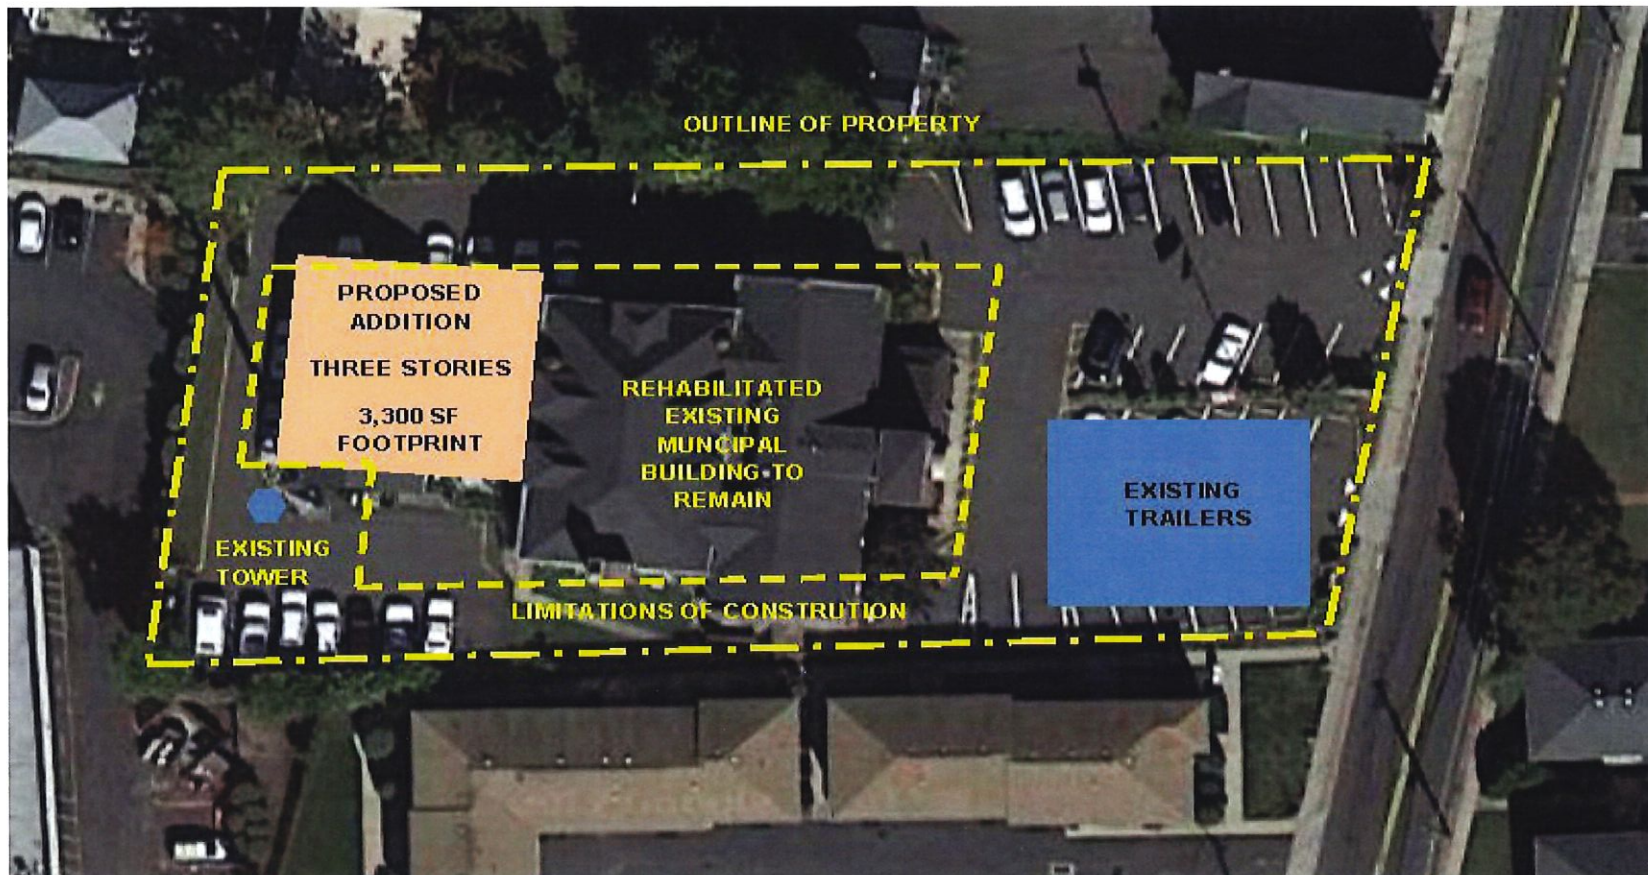 OUTLINE OF PROPERTY
PROPOSED
ADDITION
THREE STORIES
3,300 SF
FOOTPRINT
REHABILITATED
EXISTING
MUNCIPAL
BUILDING TO
REMAIN
EXISTING
TRAILERS
EXISTING
TOWER
LIMITATIONS OF CONSTRUTION